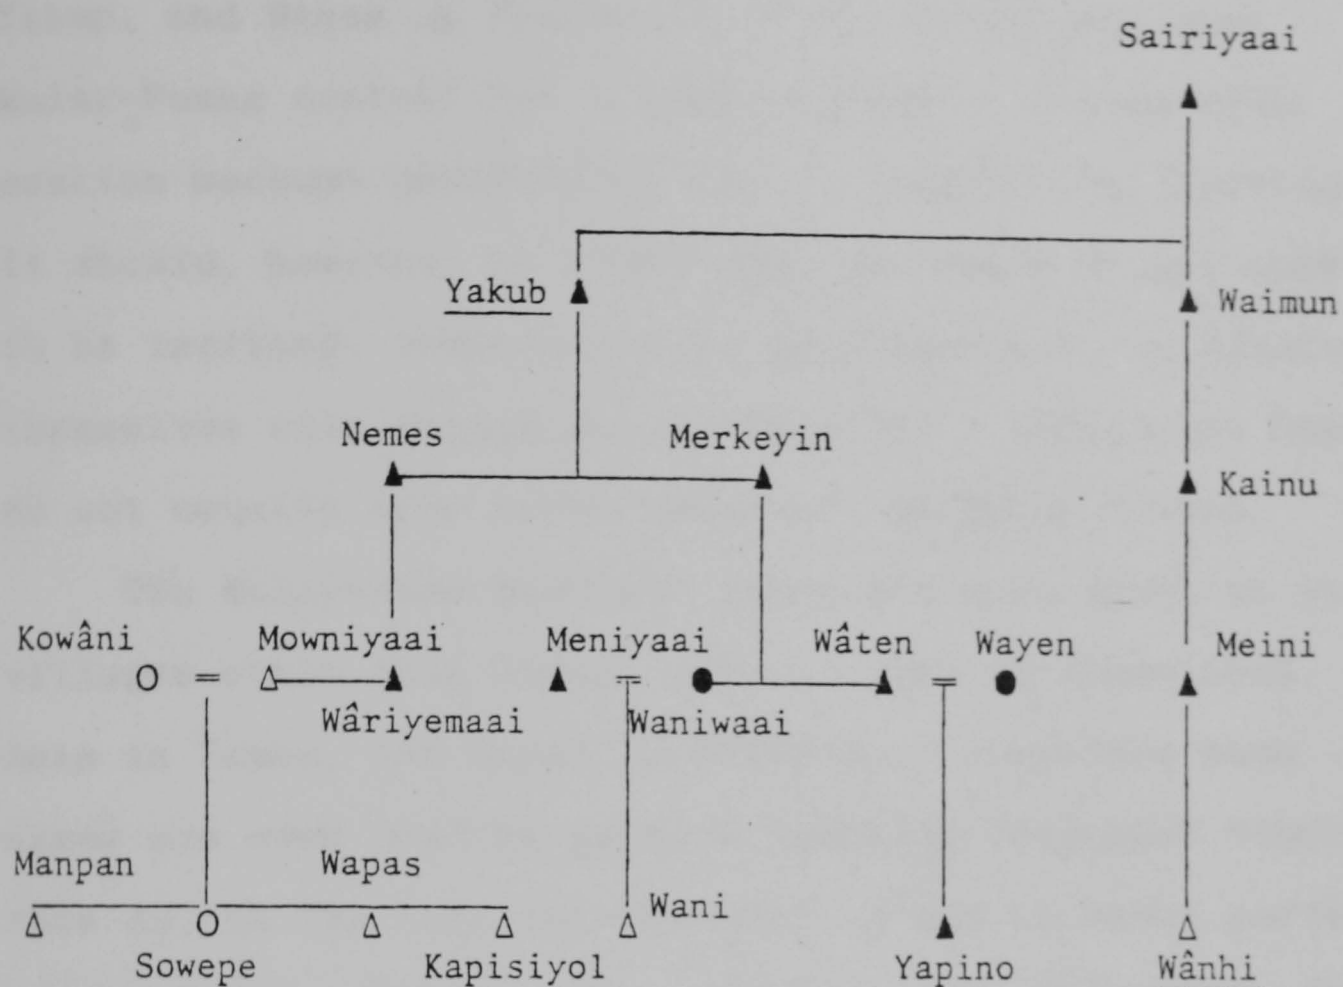 Sairiyaai
Yakub
Waimun
Nemes
Merkeyin
Kainu
Kowâni
Mowniyaai
Meniyaai
Wâten
Wayen
Meini
Wâriyemaai
Waniwaai
Manpan
Wapas
Wani
Sowepe
Kapisiyol
Yapino
Wânhi